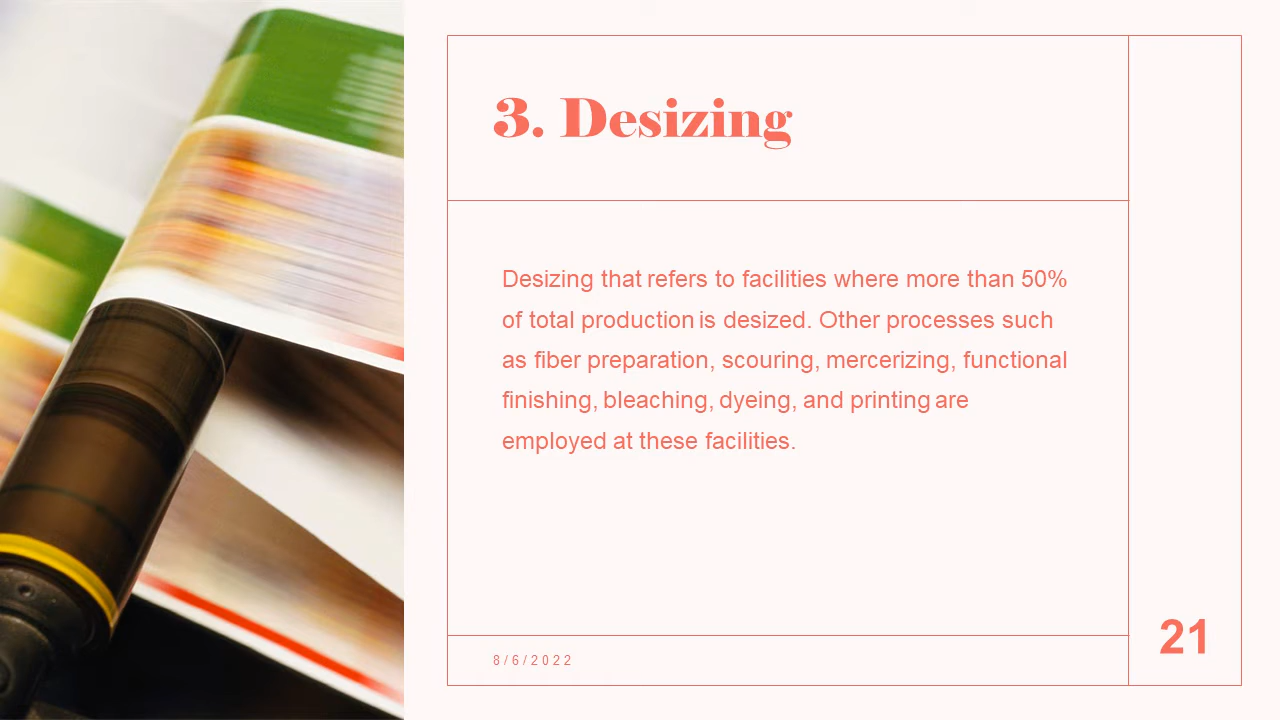 3. Desizing
Desizing that refers to facilities where more than 50%
of total production is desized. Other processes such
as fiber preparation, scouring, mercerizing, functional
finishing, bleaching, dyeing, and printing are
employed at these facilities.
8/6/2022
21